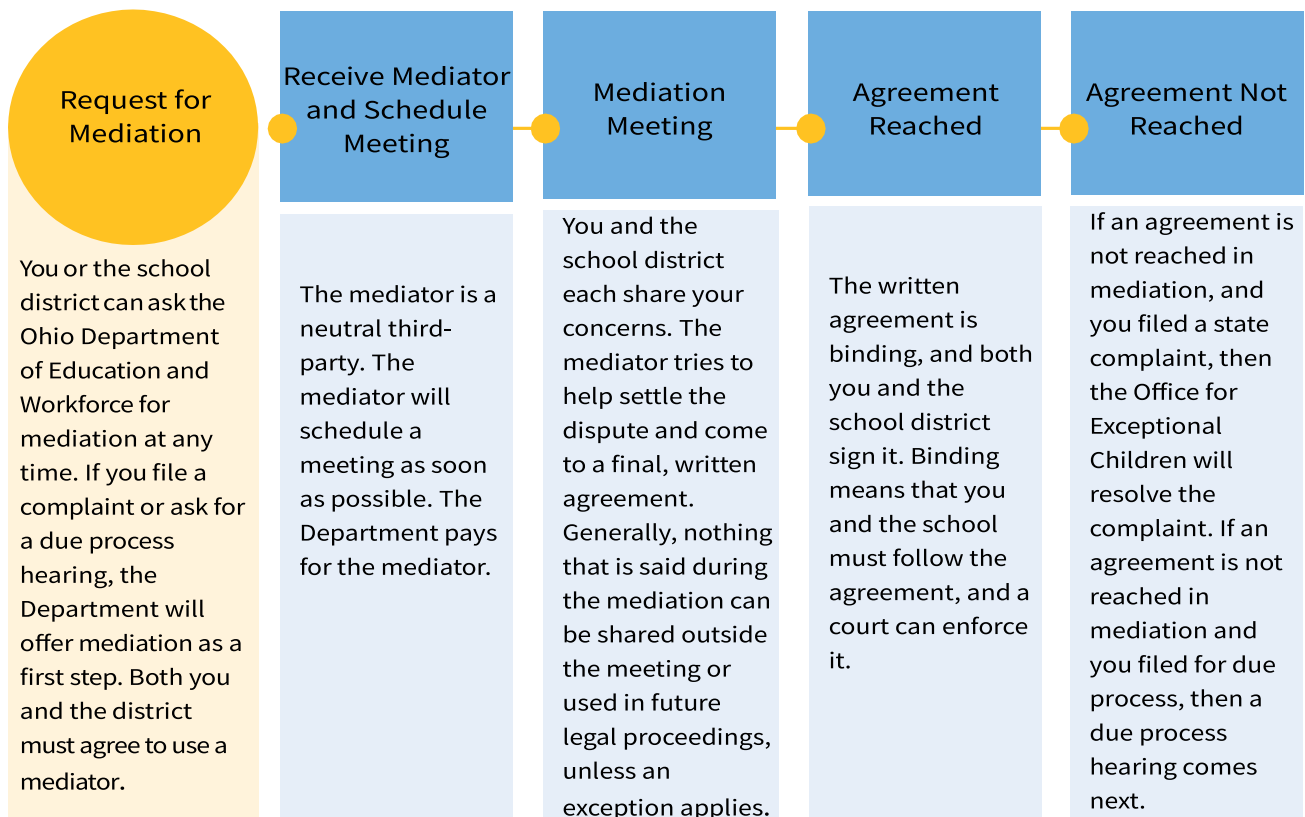 Request for
Mediation
You or the school
district can ask the
Ohio Department
of Education and
Workforce for
mediation at any
time. If you file a
complaint or ask for
a due process
hearing, the
Department will
offer mediation as a
first step. Both you
and the district
must agree to use a
mediator.
Receive Mediator
and Schedule
Meeting
The mediator is a
neutral third-
party. The
mediator will
schedule a
meeting as soon
as possible. The
Department pays
for the mediator.
Mediation
Meeting
You and the
school district
each share your
concerns. The
mediator tries to
help settle the
dispute and come
to a final, written
agreement.
Generally, nothing
that is said during
the mediation can
be shared outside
the meeting or
used in future
legal proceedings,
unless an
exception applies.
Agreement
Reached
The written
agreement is
binding, and both
you and the
school district
sign it. Binding
means that you
and the school
must follow the
agreement, and a
court can enforce
it.
Agreement Not
Reached
If an agreement is
not reached in
mediation, and
you filed a state
complaint, then
the Office for
Exceptional
Children will
resolve the
complaint. If an
agreement is not
reached in
mediation and
you filed for due
process, then a
due process
hearing comes
next.